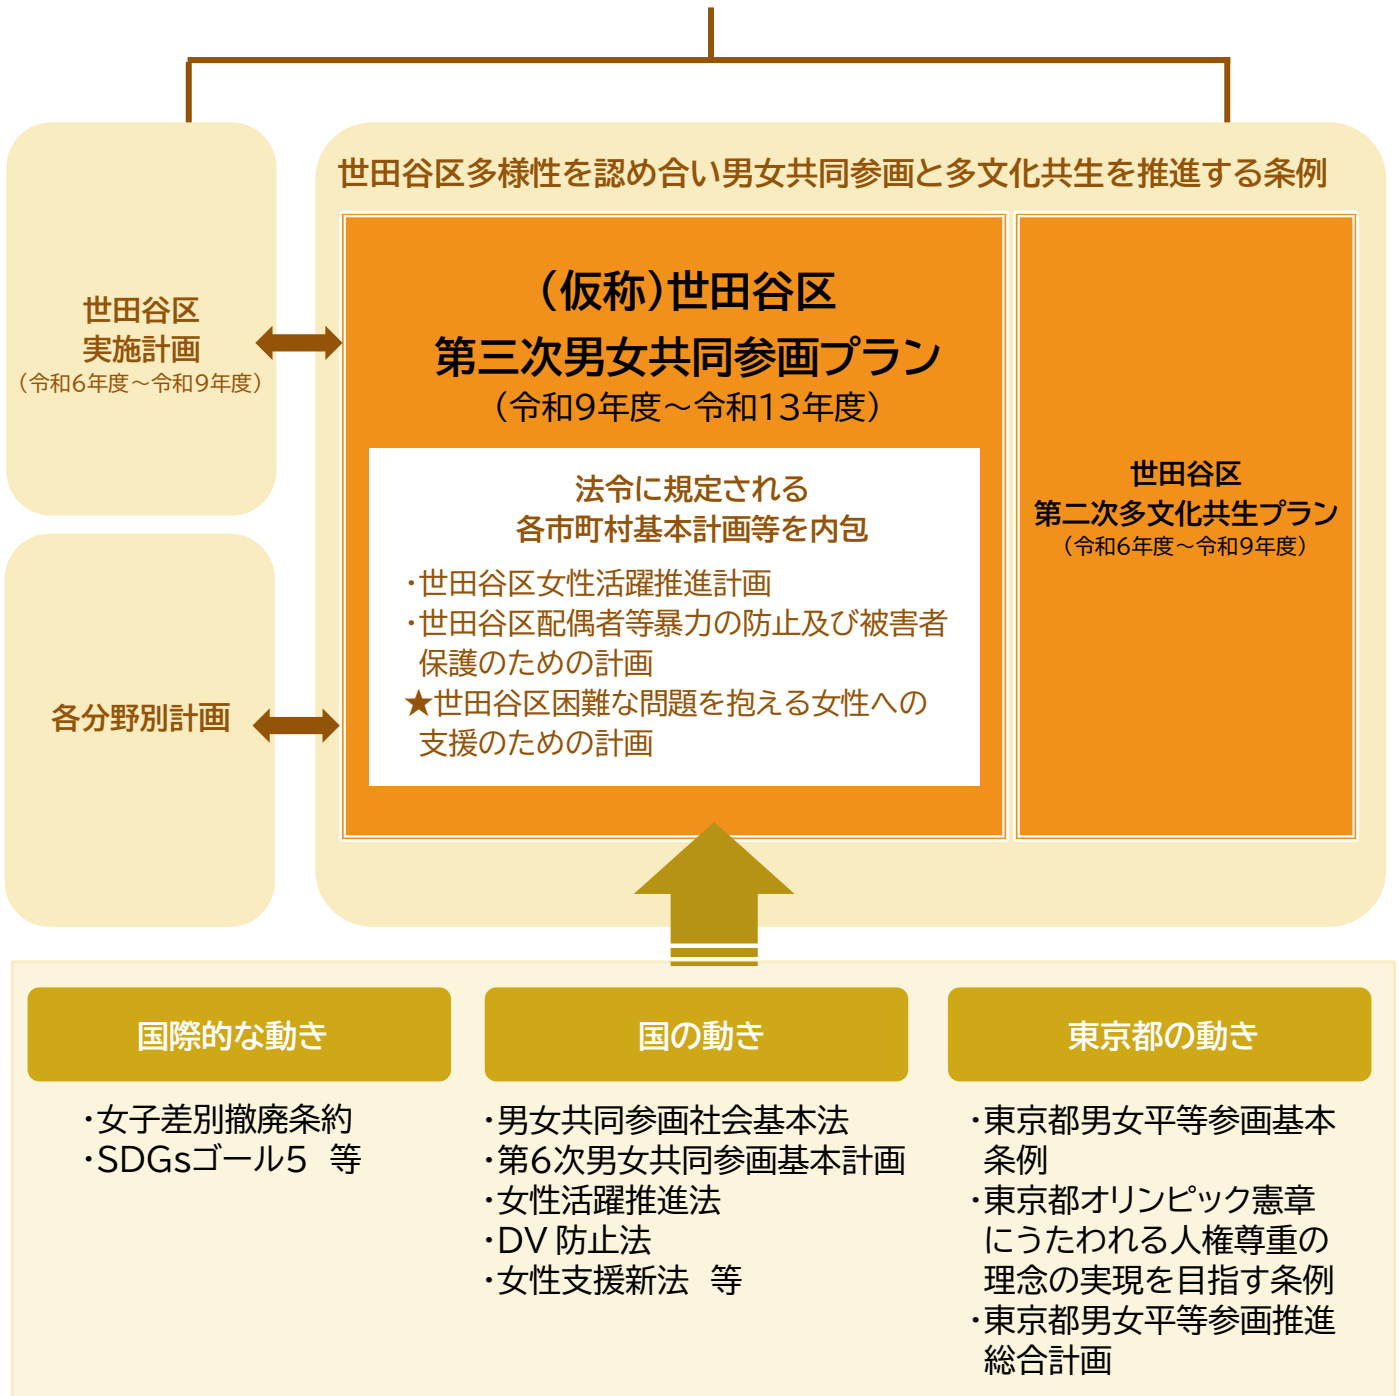 世田谷区多様性を認め合い男女共同参画と多文化共生を推進する条例
世田谷区
実施計画
（令和6年度～令和9年度）
（仮称）世田谷区
第三次男女共同参画プラン
（令和9年度～令和13年度）
法令に規定される
各市町村基本計画等を内包
・世田谷区女性活躍推進計画
・世田谷区配偶者等暴力の防止及び被害者
保護のための計画
★世田谷区困難な問題を抱える女性への
支援のための計画
世田谷区
第二次多文化共生プラン
（令和6年度～令和9年度）
各分野別計画
国際的な動き
・女子差別撤廃条約
・SDGsゴール5　等
国の動き
・男女共同参画社会基本法
・第6次男女共同参画基本計画
・女性活躍推進法
・DV 防止法
・女性支援新法　等
東京都の動き
・東京都男女平等参画基本
条例
・東京都オリンピック憲章
にうたわれる人権尊重の
理念の実現を目指す条例
・東京都男女平等参画推進
総合計画